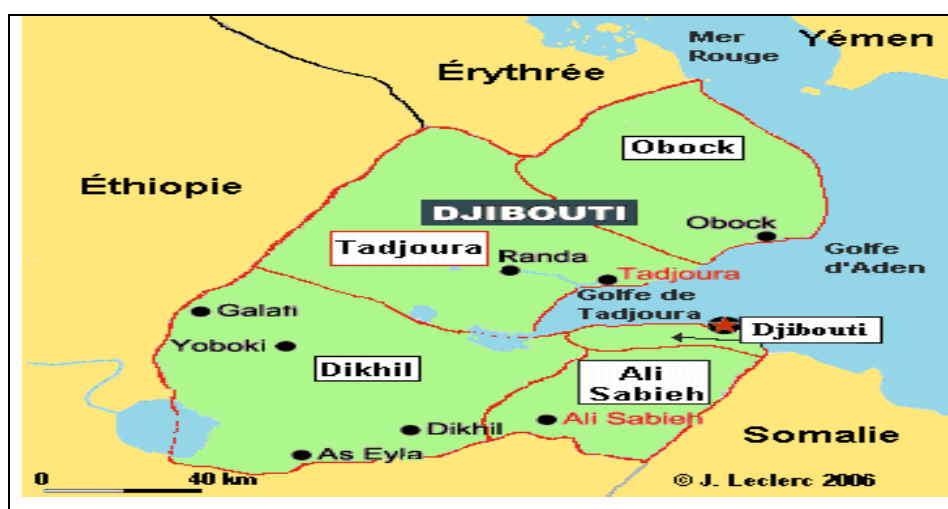 Mer
Rouge
Yémen
Érythrée
Obock
Éthiopie
DJIBOUTI
Obock
Tadjoura
Randa
Tadjoura
Golfe
d'Aden
Golfe de
Tadjoura
Galati
Djibouti
Yoboki
Dikhil
Ali
Sabieh
Ali Sabieh
Dikhil
Somalie
As Eyla
0 40 km
© J. Leclerc 2006